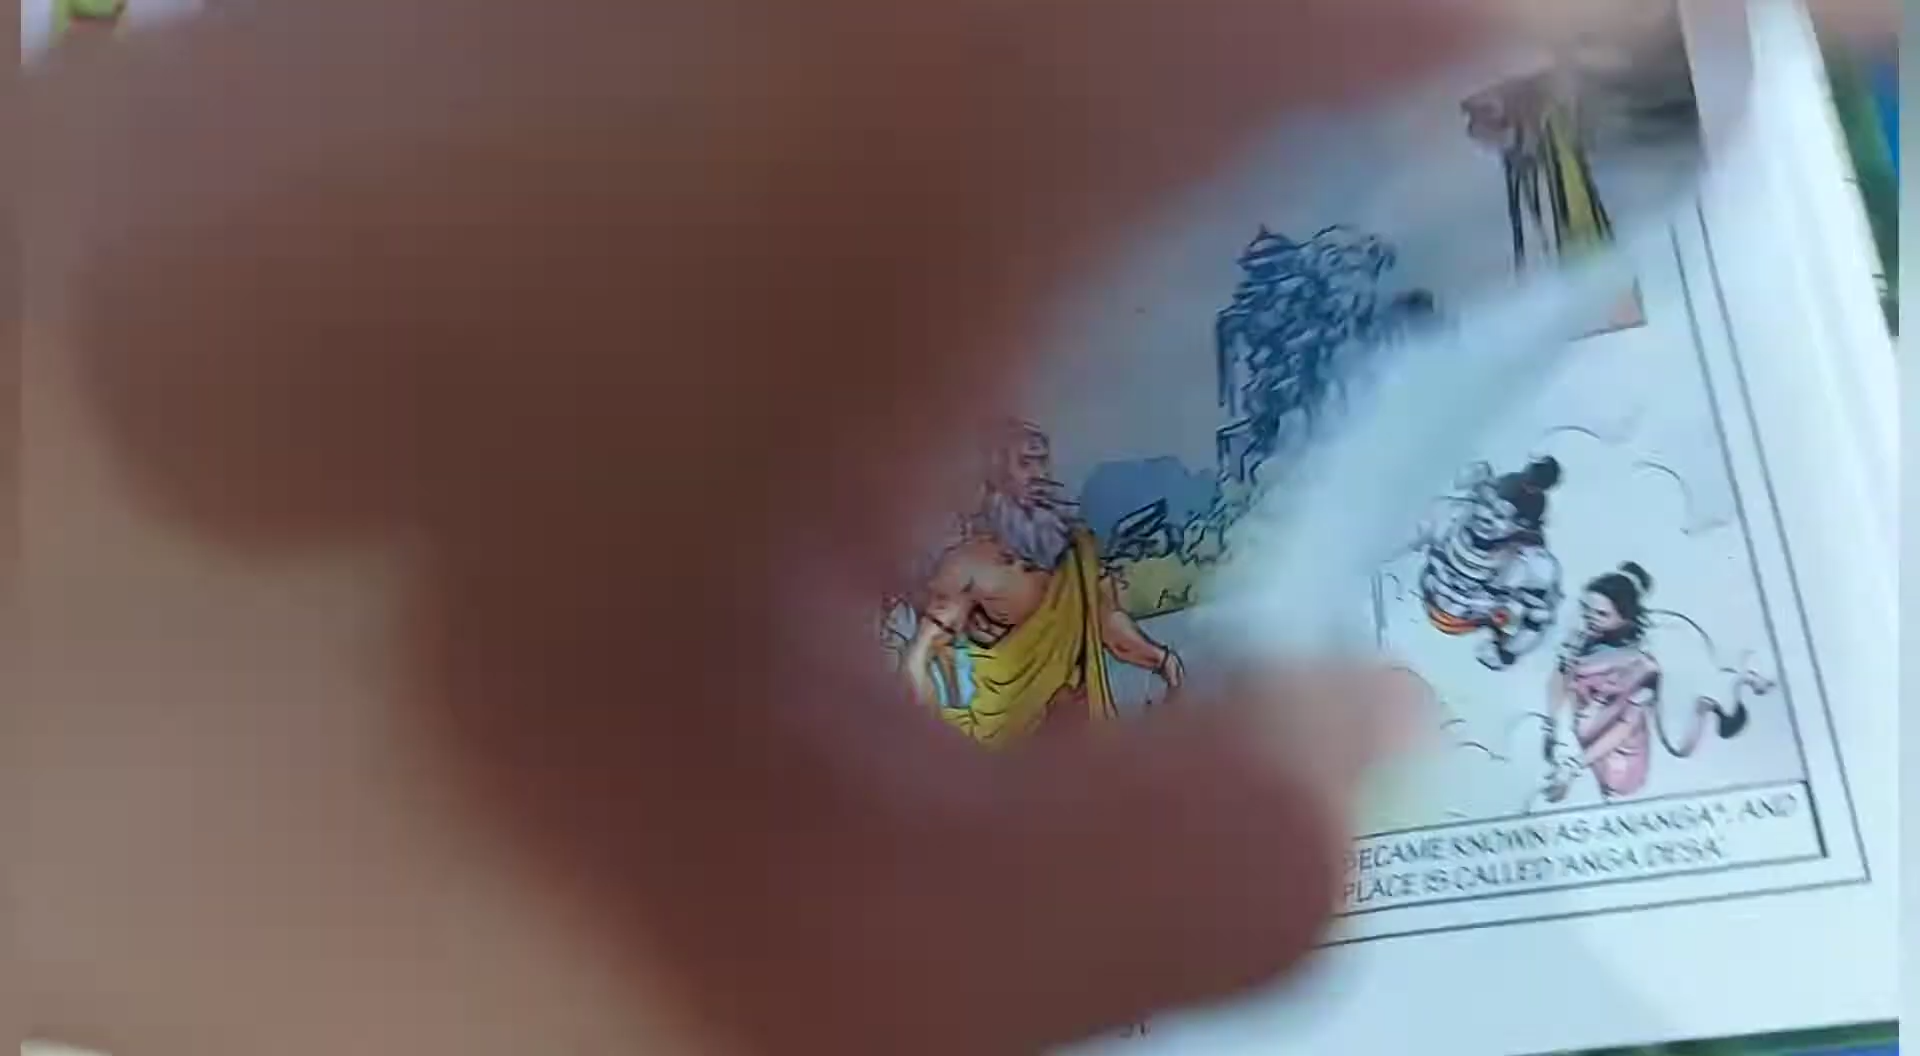 BECAME KNOWN AS ANANGA*. AND
PLACE IS CALLED 'ANGA DESA'.